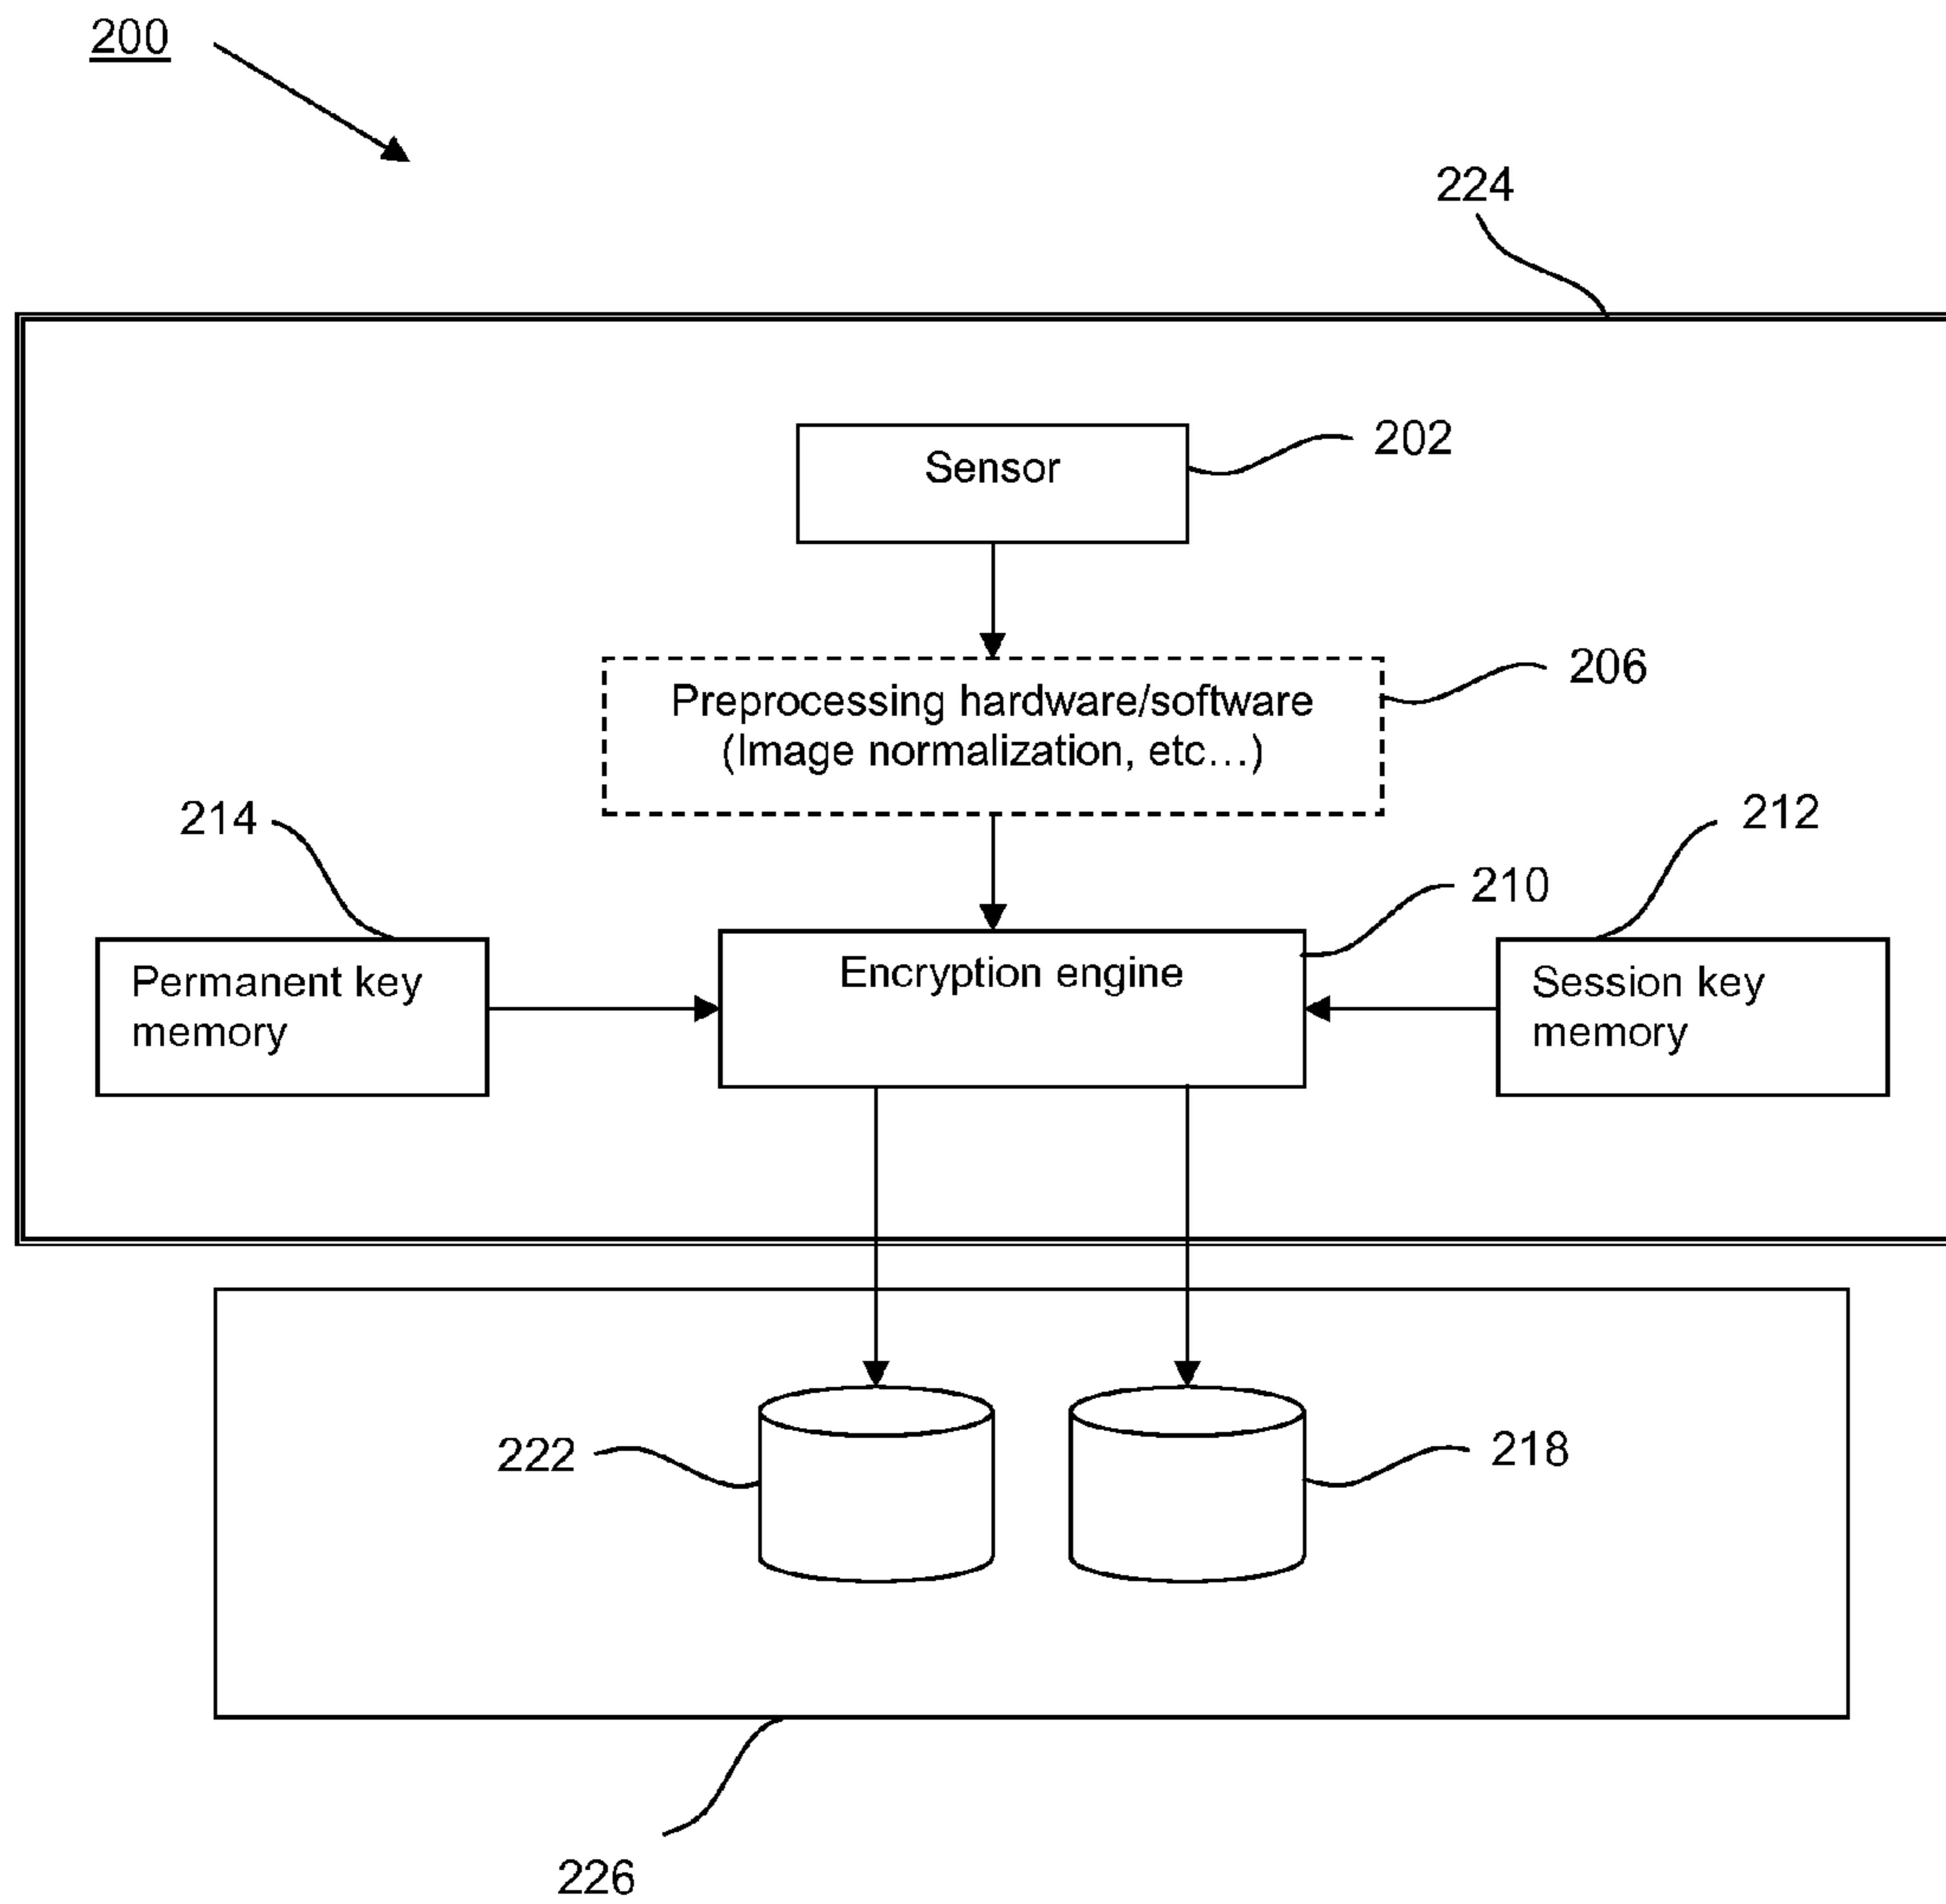 200
224
Sensor
202
Preprocessing hardware/software
(Image normalization, etc...)
206
214
212
210
Permanent key
memory
Encryption engine
Session key
memory
222
218
226